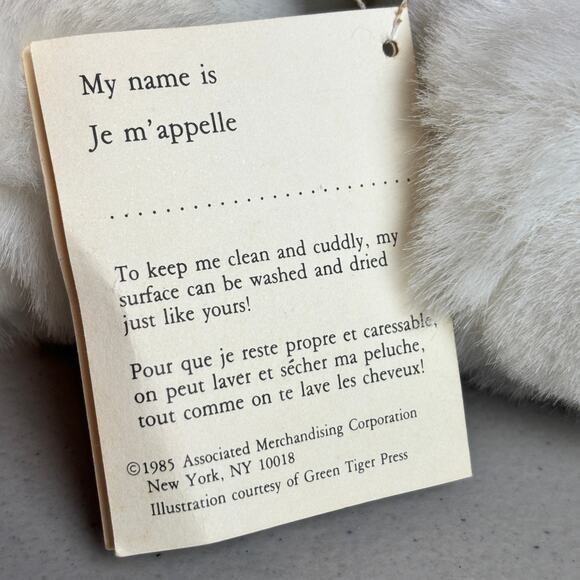 My name is
Je m'appelle
........................
To keep me clean and cuddly, my
surface can be washed and dried
just like yours!
Pour que je reste propre et caressable,
on peut laver et sécher ma peluche,
tout comme on te lave les cheveux!
©1985 Associated Merchandising Corporation
New York, NY 10018
Illustration courtesy of Green Tiger Press